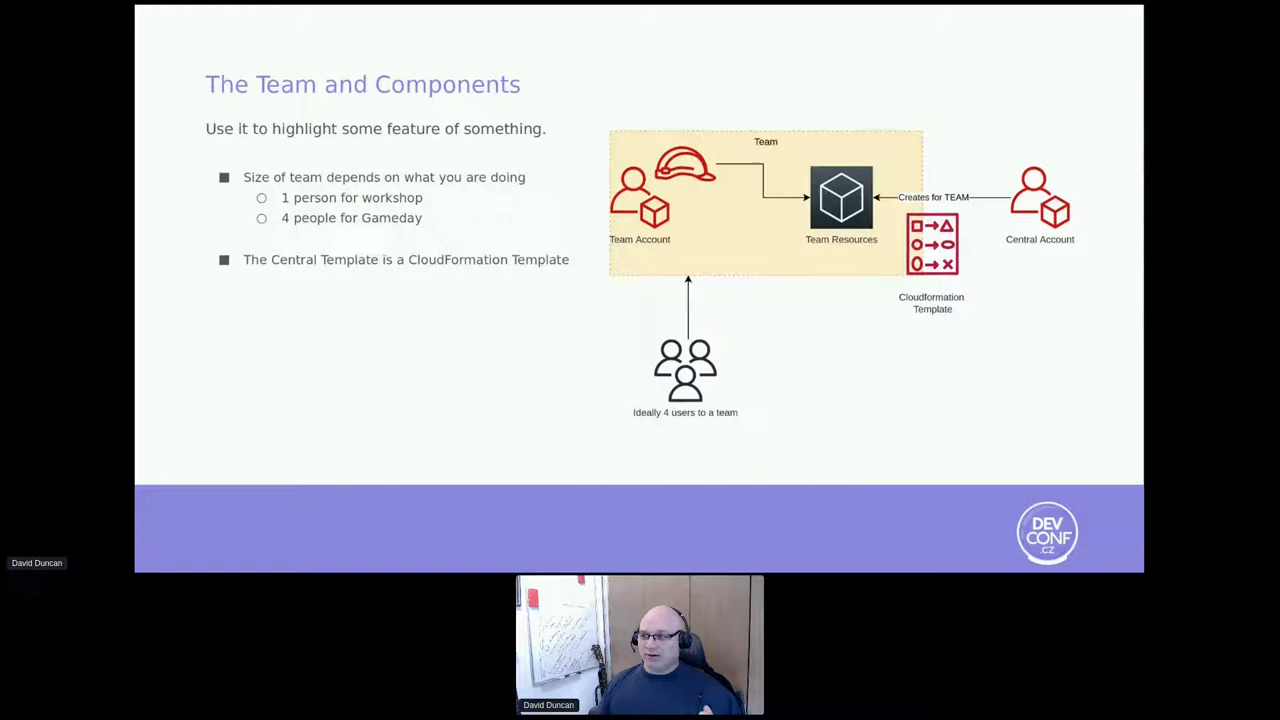 The Team and Components
Use it to highlight some feature of something.
Size of team depends on what you are doing
1 person for workshop
4 people for Gameday
The Central Template is a CloudFormation Template
Team
Creates for TEAM
Team Account
Team Resources
Central Account
Cloudformation
Template
Ideally 4 users to a team
DEV
CONF
.CZ
David Duncan
David Duncan